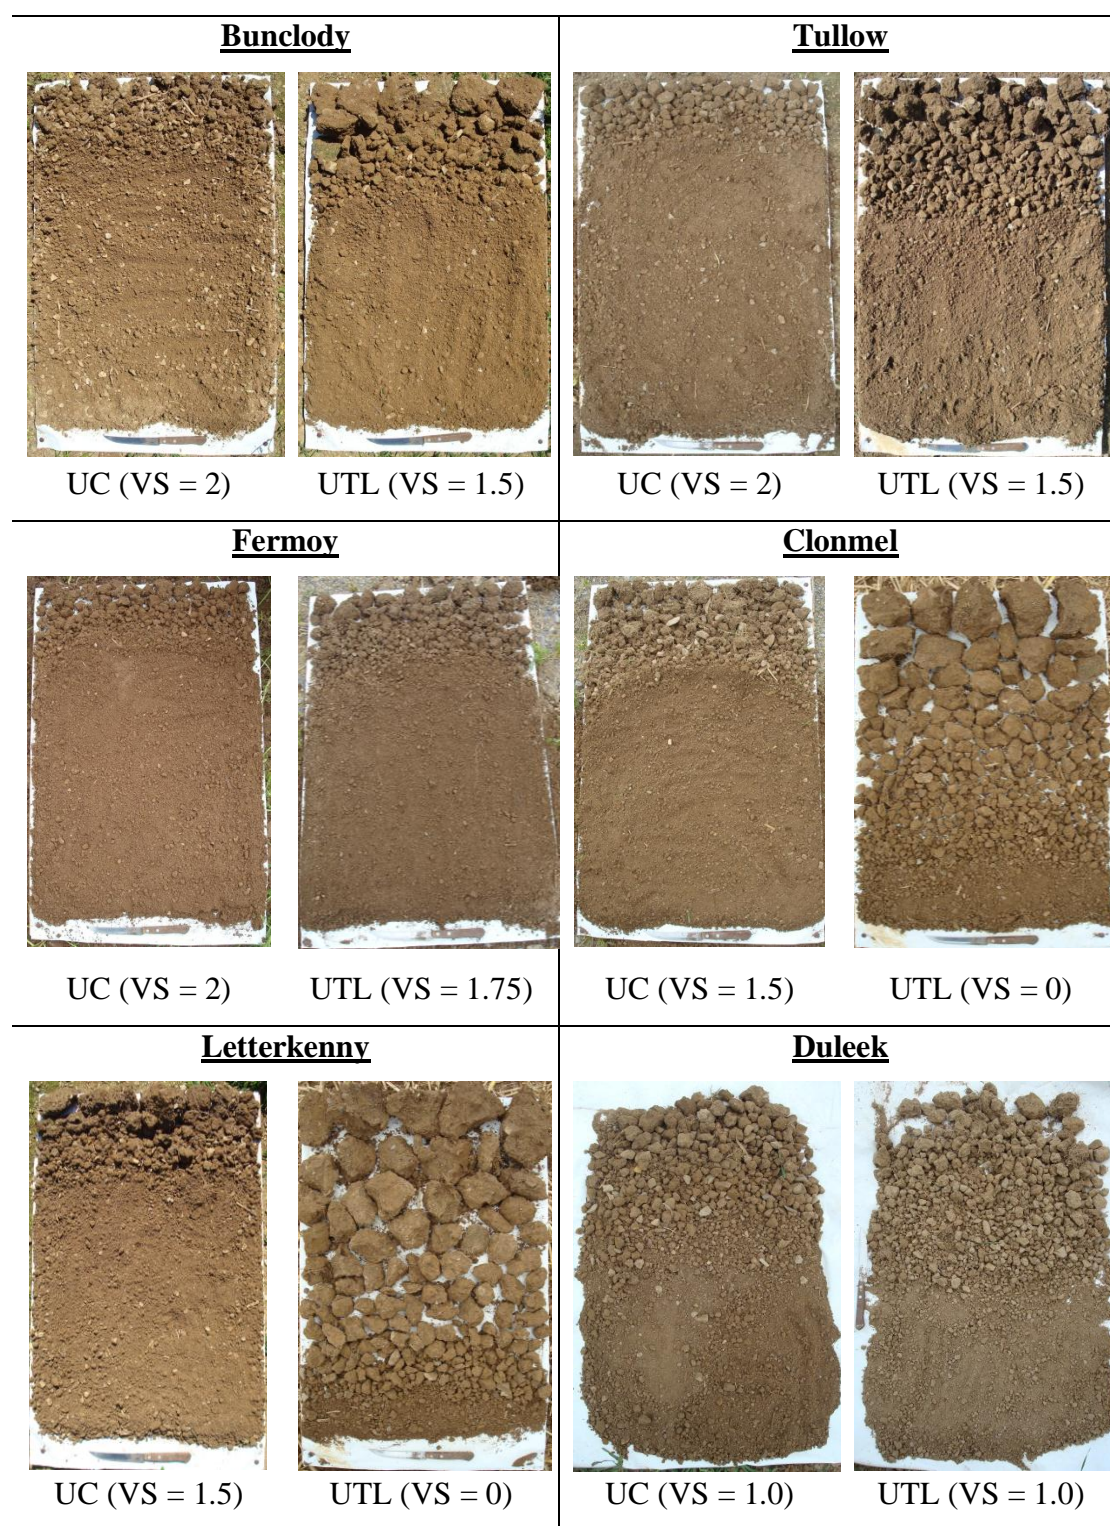 Bunclody
Tullow
UC (VS = 2)
UTL (VS = 1.5)
UC (VS = 2)
UTL (VS = 1.5)
Fermoy
Clonmel
UC (VS = 2)
UTL (VS = 1.75)
UC (VS = 1.5)
UTL (VS = 0)
Letterkenny
Duleek
UC (VS = 1.5)
UTL (VS = 0)
UC (VS = 1.0)
UTL (VS = 1.0)